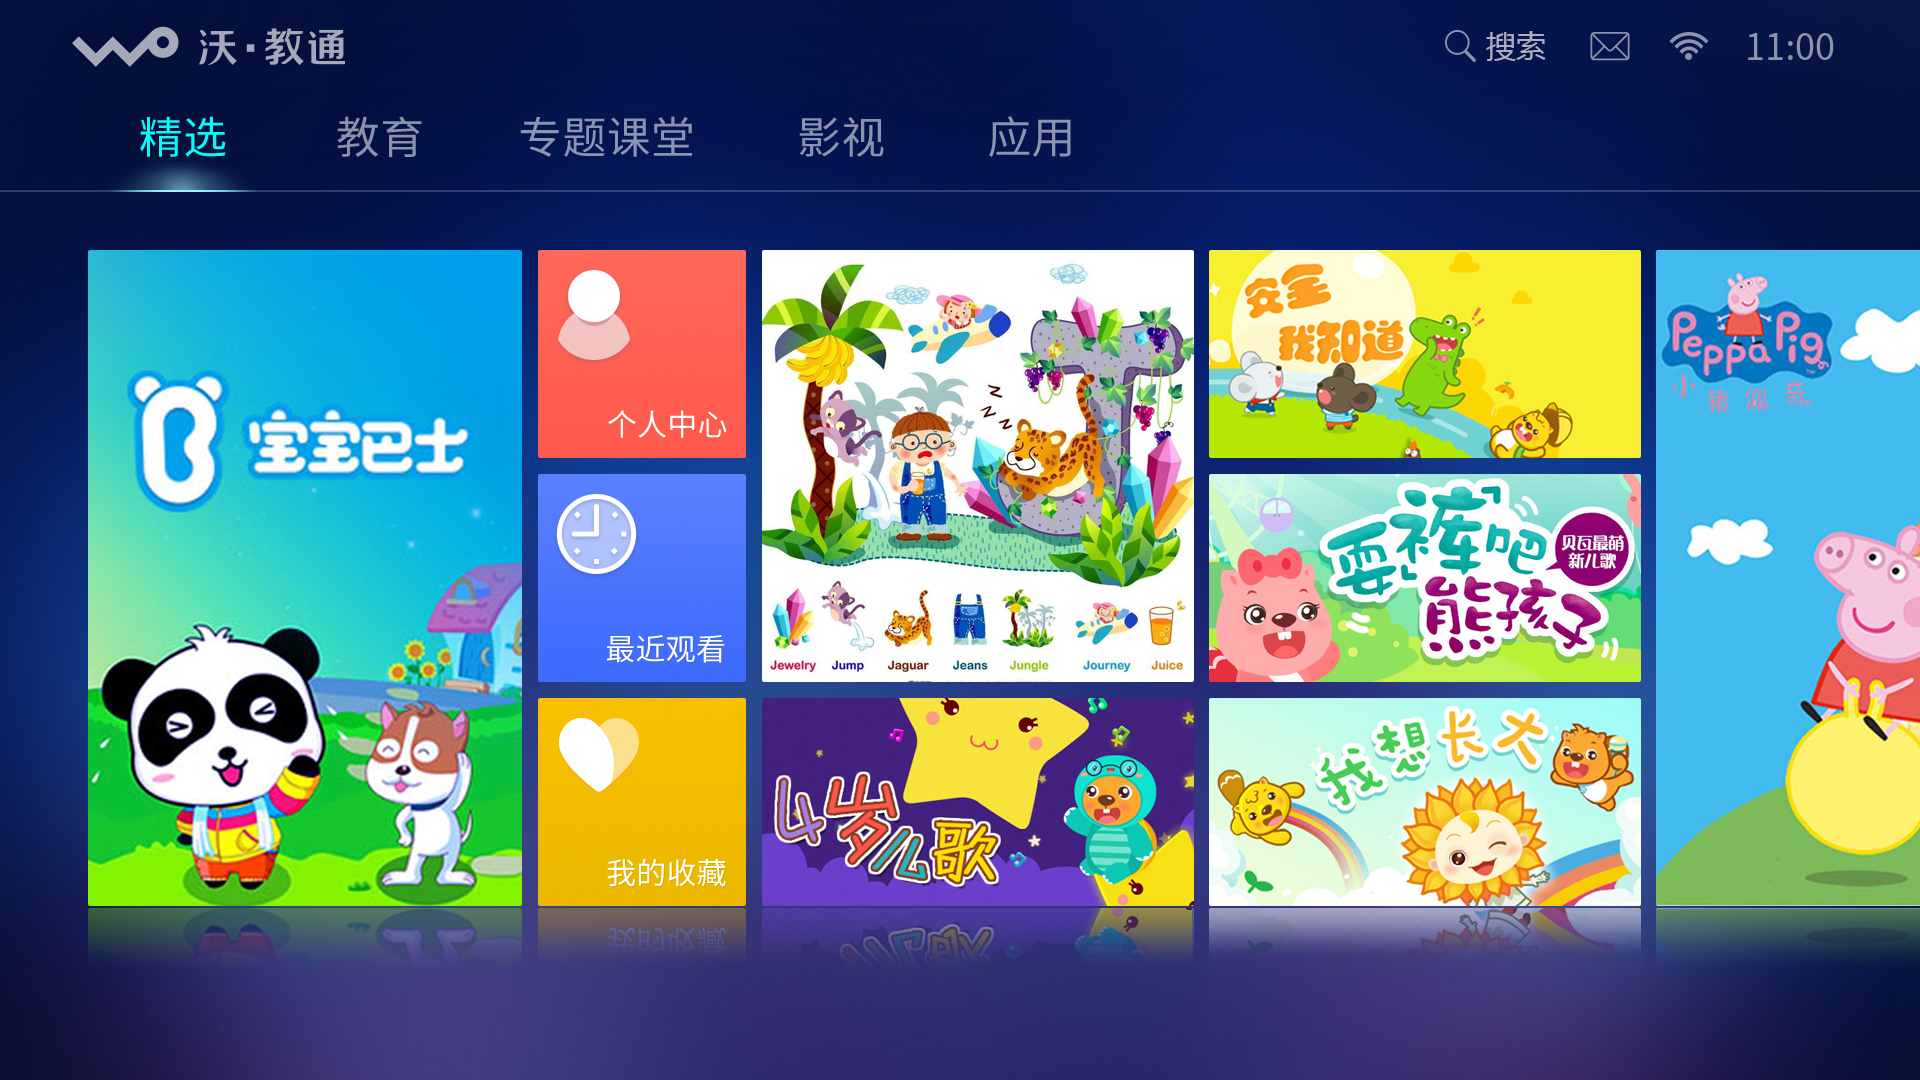 沃·教通
搜索
11:00
精选
教育
专题课堂
影视
应用
宝宝巴士
个人中心
最近观看
我的收藏
J
Jewelry
Jump
Jaguar
Jeans
Jungle
Journey
Juice
4岁儿歌
安全
我知道
耍裤吧
熊孩子
贝瓦最萌
新儿歌
我想长大
Peppa Pig
小猪佩奇